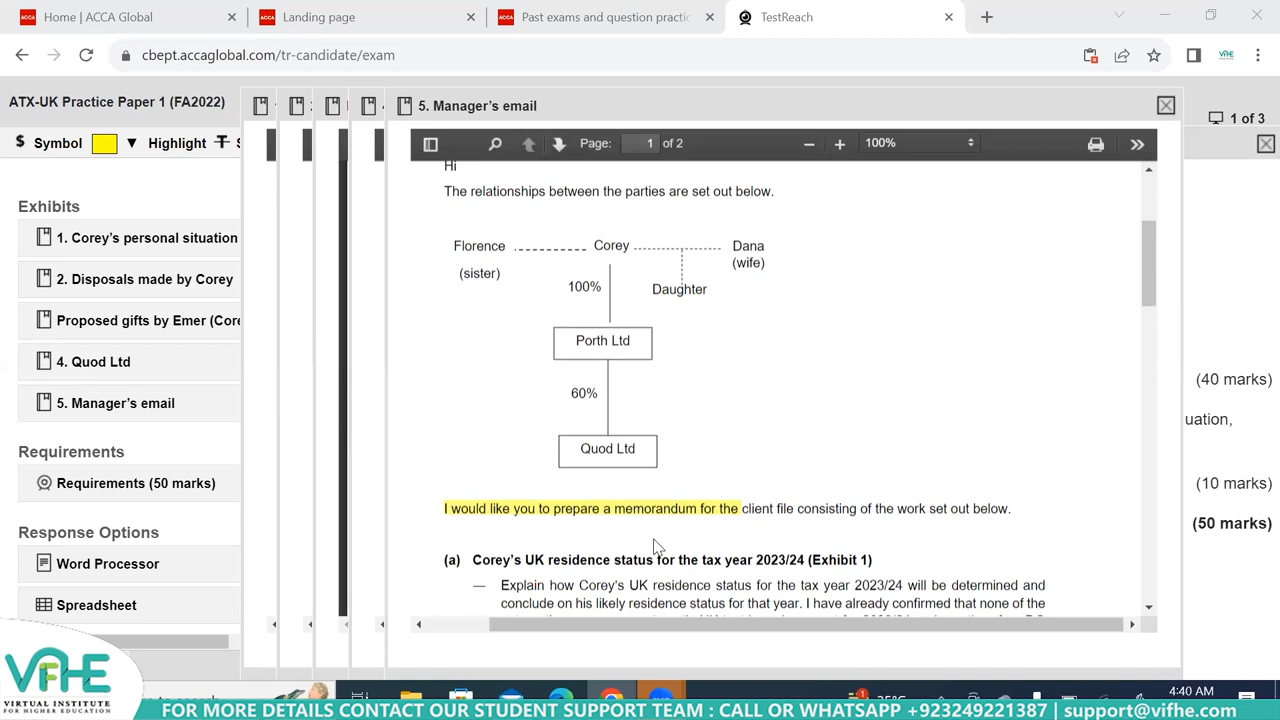 Home | ACCA Global
Landing page
Past exams and question practi
TestReach
cbept.accaglobal.com/tr-candidate/exam
ATX-UK Practice Paper 1 (FA2022)
1 of 3
$ Symbol
Highlight
T
5. Manager's email
Page: 1 of 2
100%
Exhibits
1. Corey's personal situation
2. Disposals made by Corey
Proposed gifts by Emer (Core
4. Quod Ltd
5. Manager's email
Requirements
Requirements (50 marks)
Response Options
Word Processor
Spreadsheet
Hi
The relationships between the parties are set out below.
Florence
Corey
Dana
(sister)
(wife)
100%
Daughter
Porth Ltd
60%
Quod Ltd
I would like you to prepare a memorandum for the client file consisting of the work set out below.
(a) Corey's UK residence status for the tax year 2023/24 (Exhibit 1)
— Explain how Corey's UK residence status for the tax year 2023/24 will be determined and
conclude on his likely residence status for that year. I have already confirmed that none of the
(40 marks)
uation,
(10 marks)
(50 marks)
to search
4:40 AM
VIFHE
VIRTUAL INSTITUTE
FOR HIGHER EDUCATION
FOR MORE DETAILS CONTACT OUR STUDENT SUPPORT TEAM : CALL OR WHATSAPP +923249221387 | support@vifhe.com